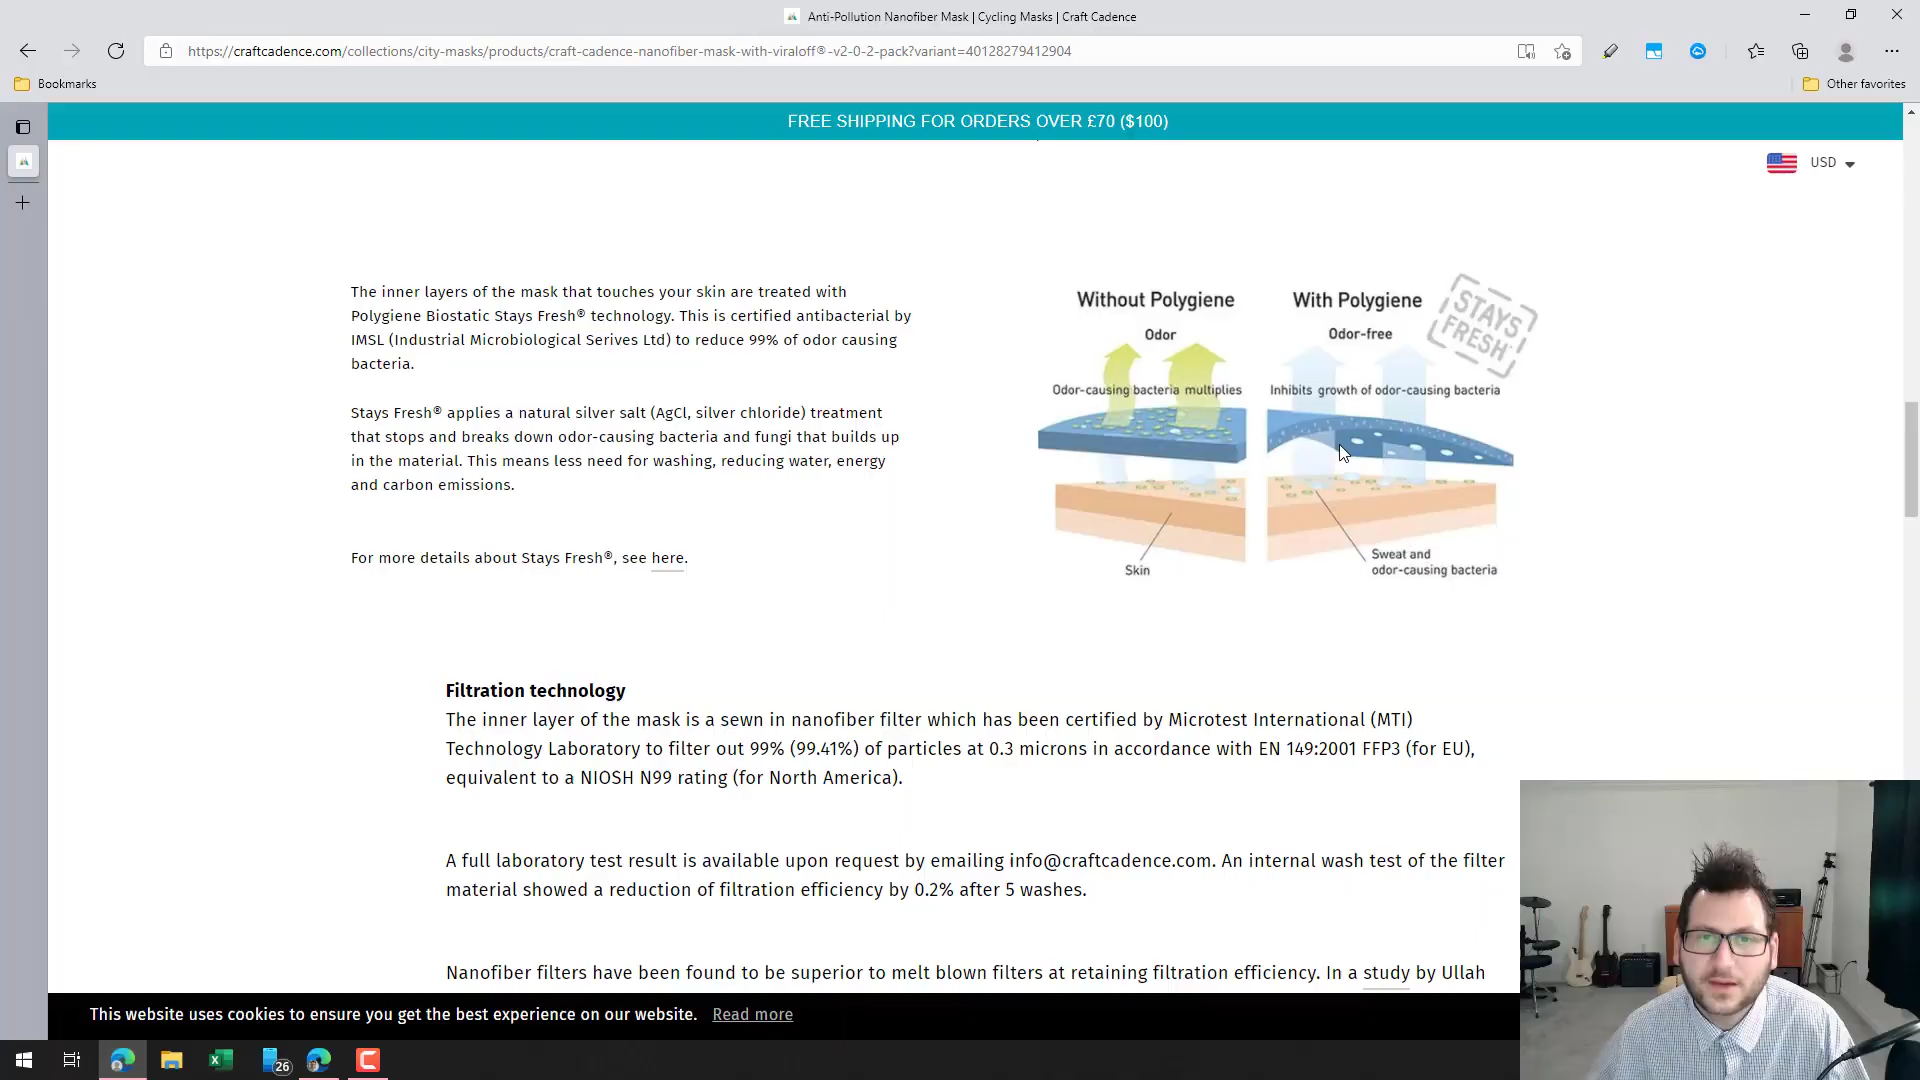 Anti-Pollution Nanofiber Mask | Cycling Masks | Craft Cadence
https://craftcadence.com/collections/city-masks/products/craft-cadence-nanofiber-mask-with-viraloff®-v2-0-2-pack?variant=40128279412904
Bookmarks
Other favorites
FREE SHIPPING FOR ORDERS OVER £70 ($100)
USD
The inner layers of the mask that touches your skin are treated with
Polygiene Biostatic Stays Fresh® technology. This is certified antibacterial by
IMSL (Industrial Microbiological Serives Ltd) to reduce 99% of odor causing
bacteria.
Stays Fresh® applies a natural silver salt (AgCl, silver chloride) treatment
that stops and breaks down odor-causing bacteria and fungi that builds up
in the material. This means less need for washing, reducing water, energy
and carbon emissions.
For more details about Stays Fresh®, see here.
Without Polygiene
Odor
Odor-causing bacteria multiplies
Skin
With Polygiene
Odor-free
Inhibits growth of odor-causing bacteria
Sweat and
odor-causing bacteria
STAYS
FRESH
Filtration technology
The inner layer of the mask is a sewn in nanofiber filter which has been certified by Microtest International (MTI)
Technology Laboratory to filter out 99% (99.41%) of particles at 0.3 microns in accordance with EN 149:2001 FFP3 (for EU),
equivalent to a NIOSH N99 rating (for North America).
A full laboratory test result is available upon request by emailing info@craftcadence.com. An internal wash test of the filter
material showed a reduction of filtration efficiency by 0.2% after 5 washes.
Nanofiber filters have been found to be superior to melt blown filters at retaining filtration efficiency. In a study by Ullah
This website uses cookies to ensure you get the best experience on our website. Read more
26